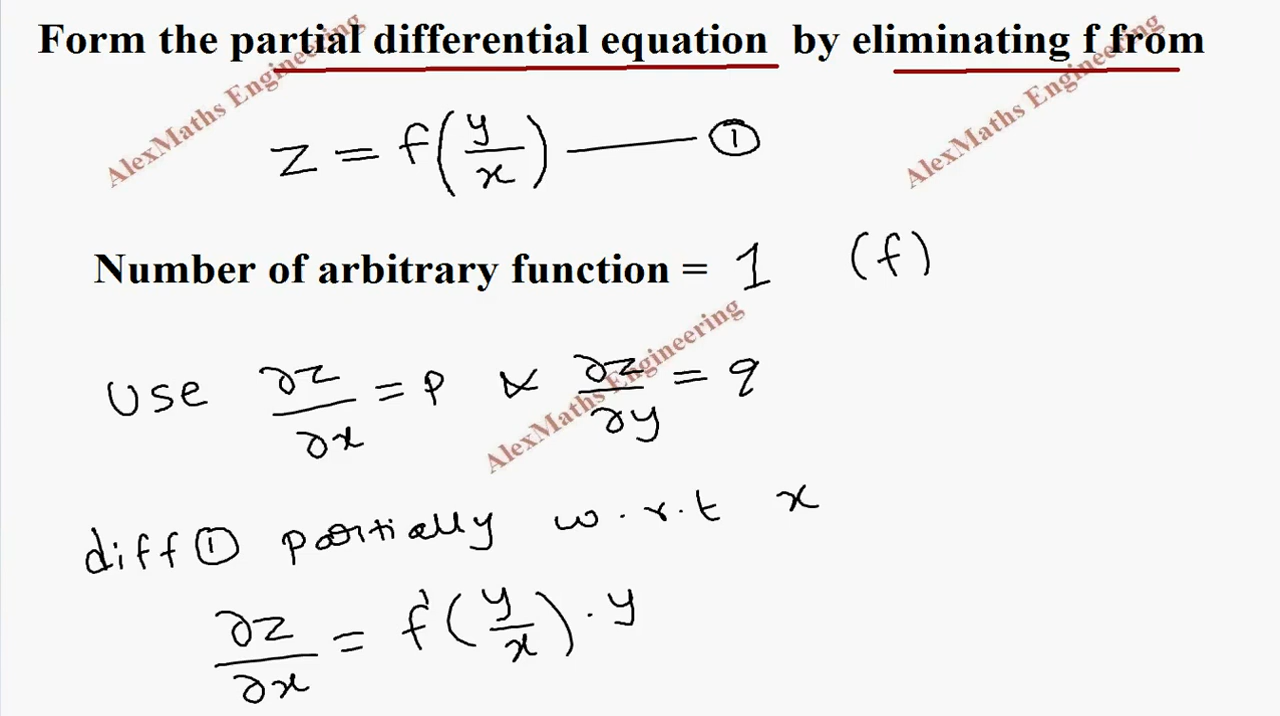 Form the partial differential equation by eliminating f from
z = f(y/x) —— ①
Number of arbitrary function = 1 (f)
Use ∂z/∂x = p & ∂z/∂y = q
diff ① partially w.r.t x
∂z/∂x = f'(y/x) . y
AlexMaths Engineering
AlexMaths Engineering
AlexMaths Engineering